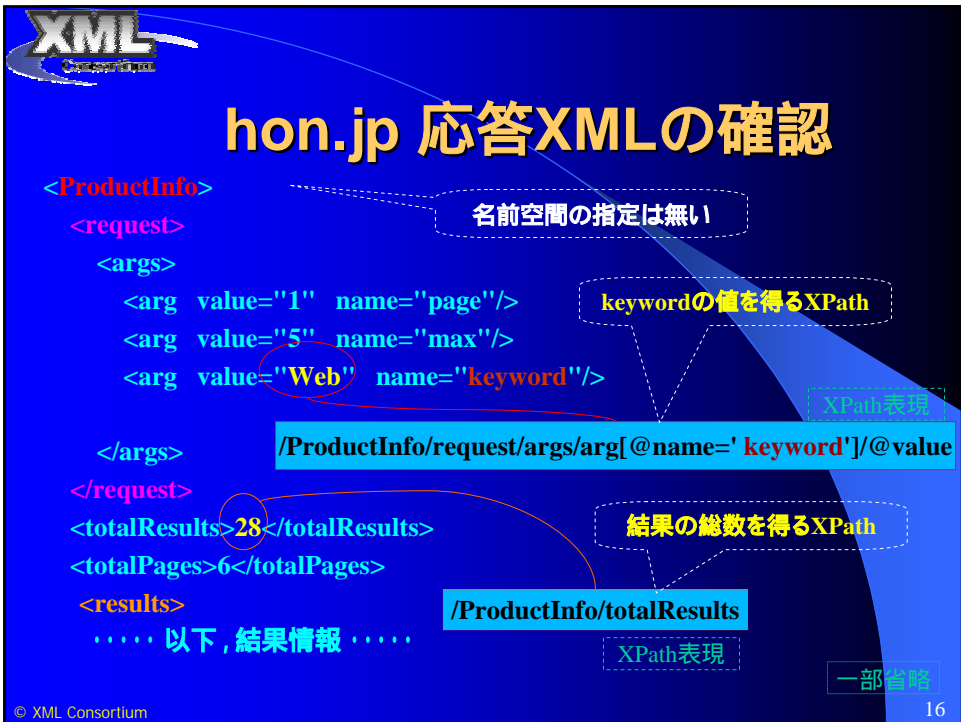 XML
Consortium
hon.jp 応答XMLの確認
<ProductInfo>
名前空間の指定は無い
<request>
<args>
<arg value="1" name="page"/>
keywordの値を得るXPath
<arg value="5" name="max"/>
<arg value="Web" name="keyword"/>
XPath表現
/ProductInfo/request/args/arg[@name=' keyword']/@value
</args>
</request>
<totalResults>28</totalResults>
結果の総数を得るXPath
<totalPages>6</totalPages>
<results>
/ProductInfo/totalResults
‥‥‥以下,結果情報‥‥‥
XPath表現
一部省略
© XML Consortium
16